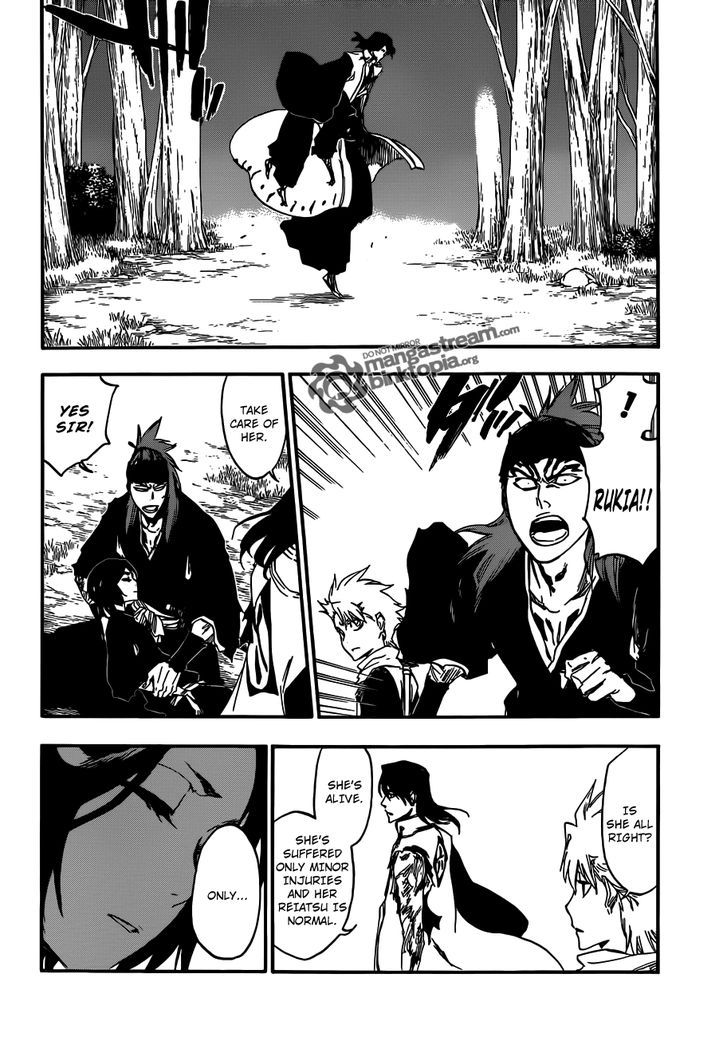 DO NOT MIRROR
mangastream.com
binktopia.org
!
RUKIA!!
TAKE
CARE OF
HER.
YES
SIR!
IS
SHE ALL
RIGHT?
SHE'S
ALIVE.
SHE'S
SUFFERED
ONLY MINOR
INJURIES
AND HER
REIATSU IS
NORMAL.
ONLY...